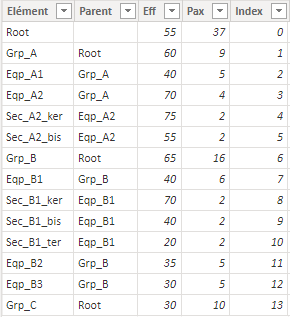 Elément Parent Eff Pax Index
Root 55 37 0
Grp_A Root 60 9 1
Eqp_A1 Grp_A 40 5 2
Eqp_A2 Grp_A 70 4 3
Sec_A2_ker Eqp_A2 75 2 4
Sec_A2_bis Eqp_A2 55 2 5
Grp_B Root 65 16 6
Eqp_B1 Grp_B 40 6 7
Sec_B1_ker Eqp_B1 70 2 8
Sec_B1_bis Eqp_B1 40 2 9
Sec_B1_ter Eqp_B1 20 2 10
Eqp_B2 Grp_B 35 5 11
Eqp_B3 Grp_B 30 5 12
Grp_C Root 30 10 13